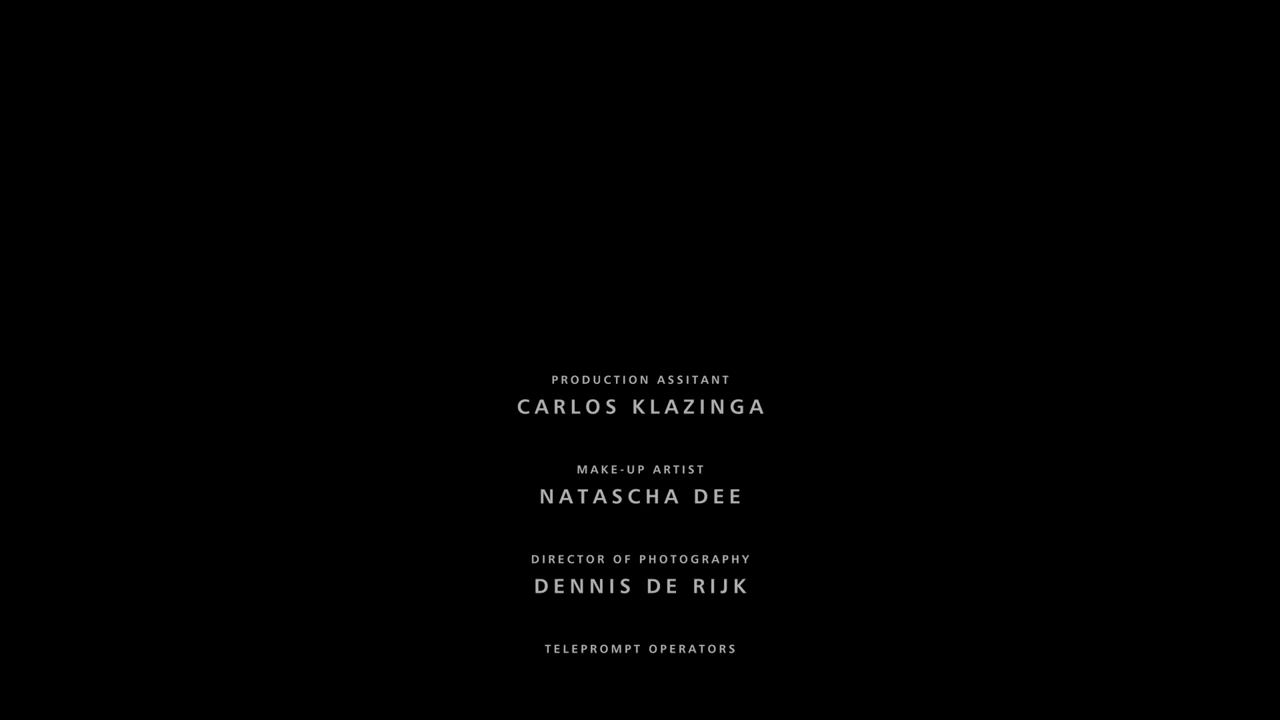 PRODUCTION ASSITANT
CARLOS KLAZINGA
MAKE-UP ARTIST
NATASCHA DEE
DIRECTOR OF PHOTOGRAPHY
DENNIS DE RIJK
TELEPROMPT OPERATORS